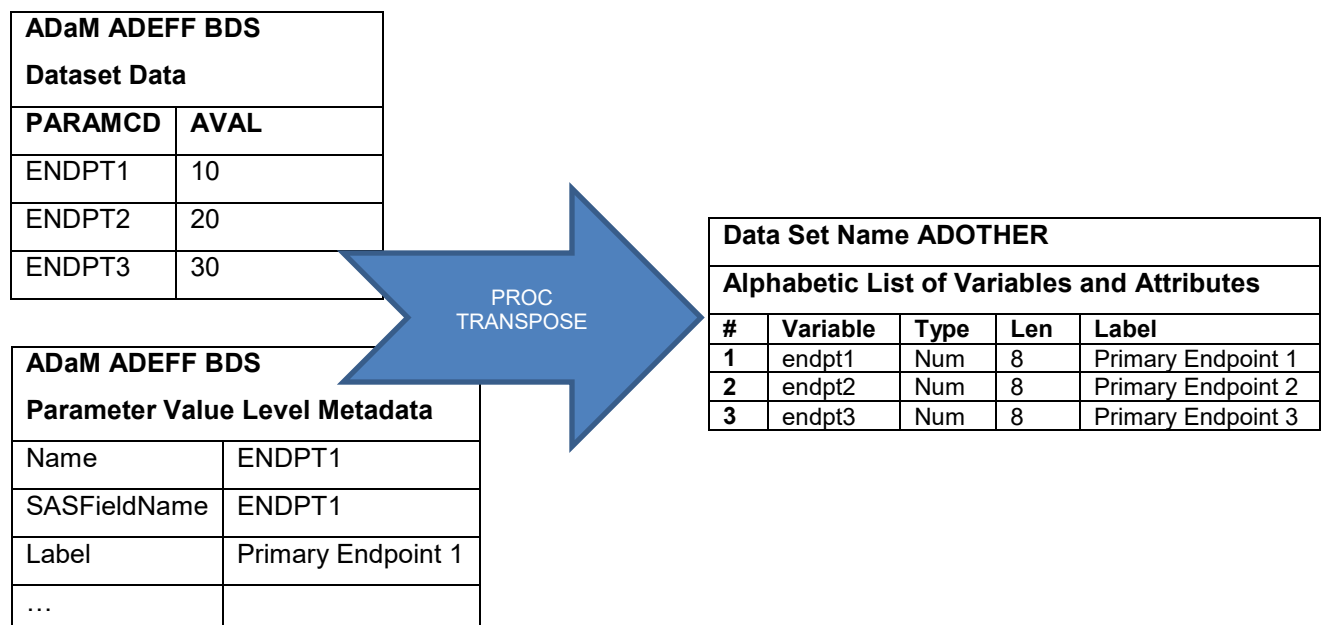 ADaM ADEFF BDS
Dataset Data
PARAMCD AVAL
ENDPT1 10
ENDPT2 20
ENDPT3 30
ADaM ADEFF BDS
Parameter Value Level Metadata
Name ENDPT1
SASFieldName ENDPT1
Label Primary Endpoint 1
…
PROC
TRANSPOSE
Data Set Name ADOTHER
Alphabetic List of Variables and Attributes
# Variable Type Len Label
1 endpt1 Num 8 Primary Endpoint 1
2 endpt2 Num 8 Primary Endpoint 2
3 endpt3 Num 8 Primary Endpoint 3